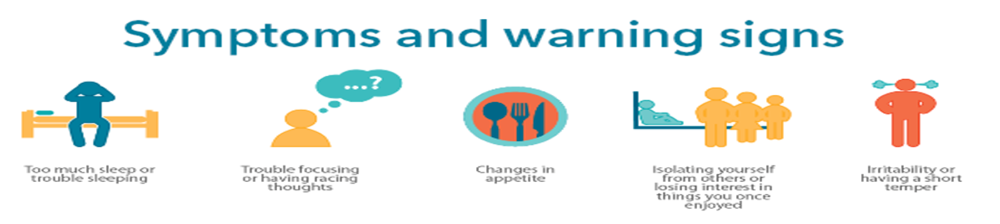 Symptoms and warning signs
...?
Too much sleep or
trouble sleeping
Trouble focusing
or having racing
thoughts
Changes in
appetite
Isolating yourself
from others or
losing interest in
things you once
enjoyed
Irritability or
having a short
temper